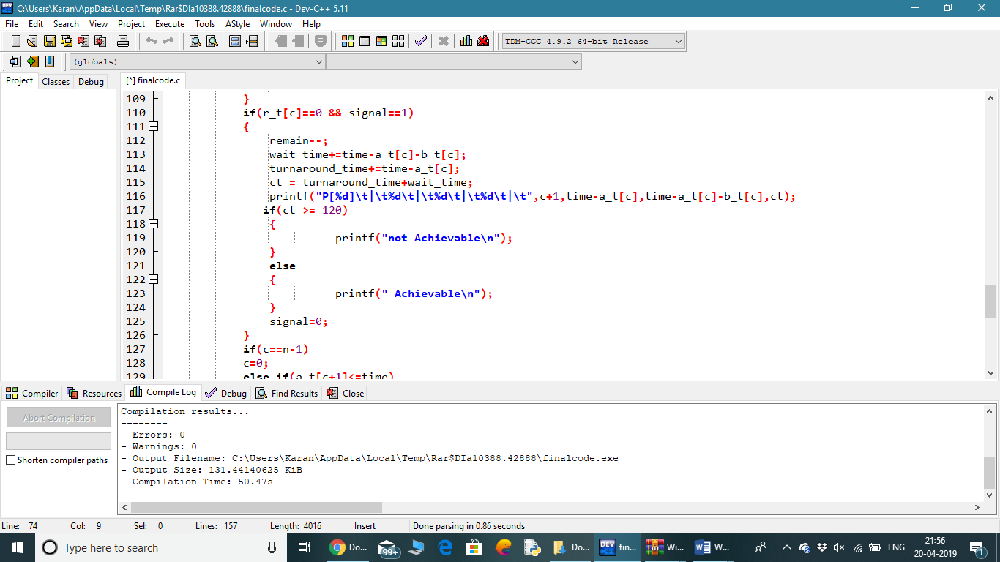 C:\Users\Karan\AppData\Local\Temp\Rar$DIa10388.42888\finalcode.c - Dev-C++ 5.11
File Edit Search View Project Execute Tools AStyle Window Help
TDM-GCC 4.9.2 64-bit Release
(globals)
Project Classes Debug [*] finalcode.c
109 }
110 if(r_t[c]==0 && signal==1)
111 {
112 remain--;
113 wait_time+=time-a_t[c]-b_t[c];
114 turnaround_time+=time-a_t[c];
115 ct = turnaround_time+wait_time;
116 printf("P[%d]\t|\t%d\t|\t%d\t|\t%d\t|\t",c+1,time-a_t[c],time-a_t[c]-b_t[c],ct);
117 if(ct >= 120)
118 {
119 printf("not Achievable\n");
120 }
121 else
122 {
123 printf(" Achievable\n");
124 }
125 signal=0;
126 }
127 if(c==n-1)
128 c=0;
129 else if(a_t[c+1]<=time)
Compiler Resources Compile Log Debug Find Results Close
Abort Compilation
Shorten compiler paths
Compilation results...
--------
- Errors: 0
- Warnings: 0
- Output Filename: C:\Users\Karan\AppData\Local\Temp\Rar$DIa10388.42888\finalcode.exe
- Output Size: 131.44140625 KiB
- Compilation Time: 50.47s
Line: 74 Col: 9 Sel: 0 Lines: 157 Length: 4016 Insert Done parsing in 0.86 seconds
Type here to search
Do...
99+
Do...
DEV
fin...
Wi...
W...
ENG
21:56
20-04-2019
1